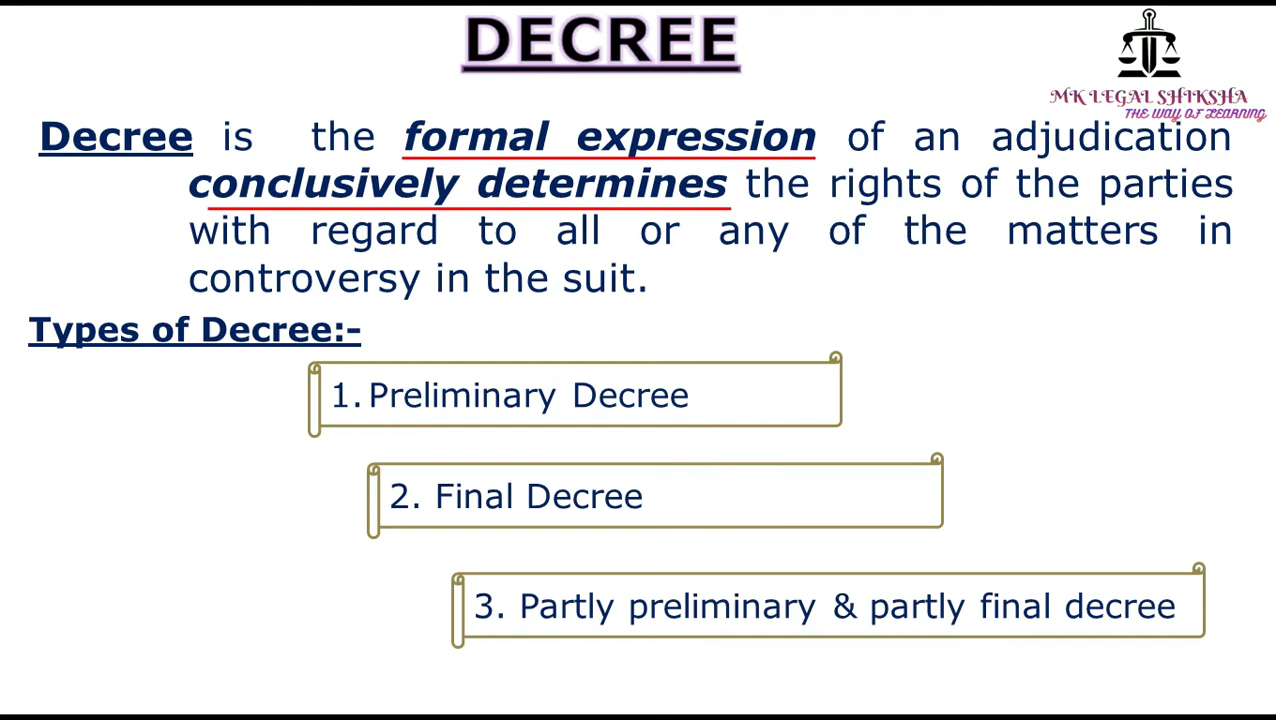 DECREE
MK LEGAL SHIKSHA
THE WAY OF LEARNING
Decree is the formal expression of an adjudication
conclusively determines the rights of the parties
with regard to all or any of the matters in
controversy in the suit.
Types of Decree:-
1. Preliminary Decree
2. Final Decree
3. Partly preliminary & partly final decree